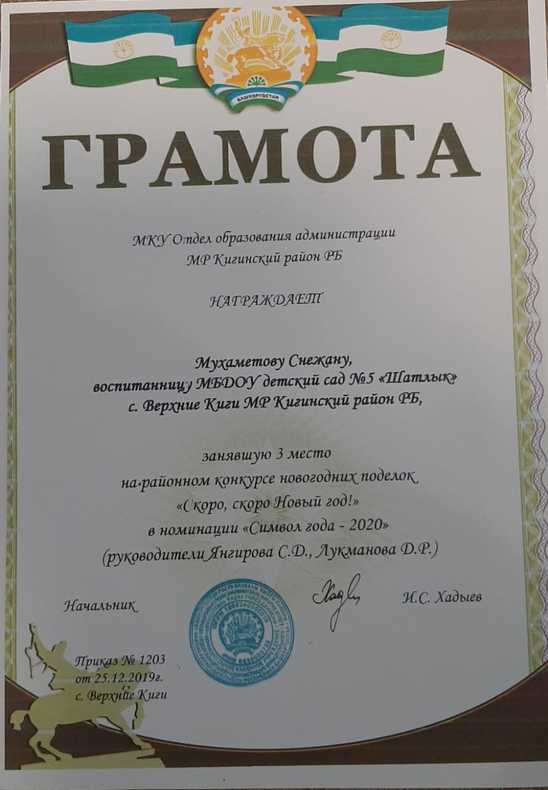 БАШКОРТОСТАН
ГРАМОТА
МКУ Отдел образования администрации
МР Кигинский район РБ
НАГРАЖДАЕТ
Мухаметову Снежану,
воспитанницу МБДОУ детский сад №5 «Шатлык»
с. Верхние Киги МР Кигинский район РБ,
занявшую 3 место
на районном конкурсе новогодних поделок
«Скоро, скоро Новый год!»
в номинации «Символ года - 2020»
(руководители Янгирова С.Д., Лукманова Д.Р.)
Начальник И.С. Хадыев
Приказ № 1203
от 25.12.2019г.
с. Верхние Киги